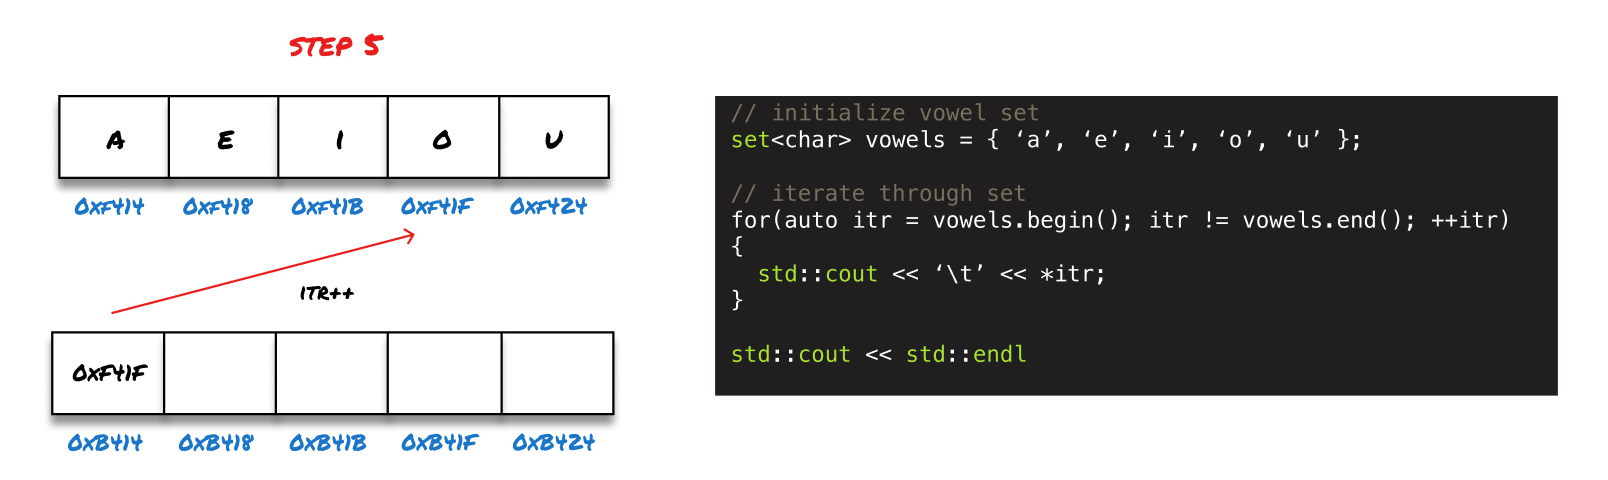 STEP 5
A E I O U
0xF414 0xF418 0xF41B 0xF41F 0xF424
ITR++
0xF41F
0xB414 0xB418 0xB41B 0xB41F 0xB424
// initialize vowel set
set<char> vowels = { ‘a’, ‘e’, ‘i’, ‘o’, ‘u’ };
// iterate through set
for(auto itr = vowels.begin(); itr != vowels.end(); ++itr)
{
std::cout << ‘\t’ << *itr;
}
std::cout << std::endl